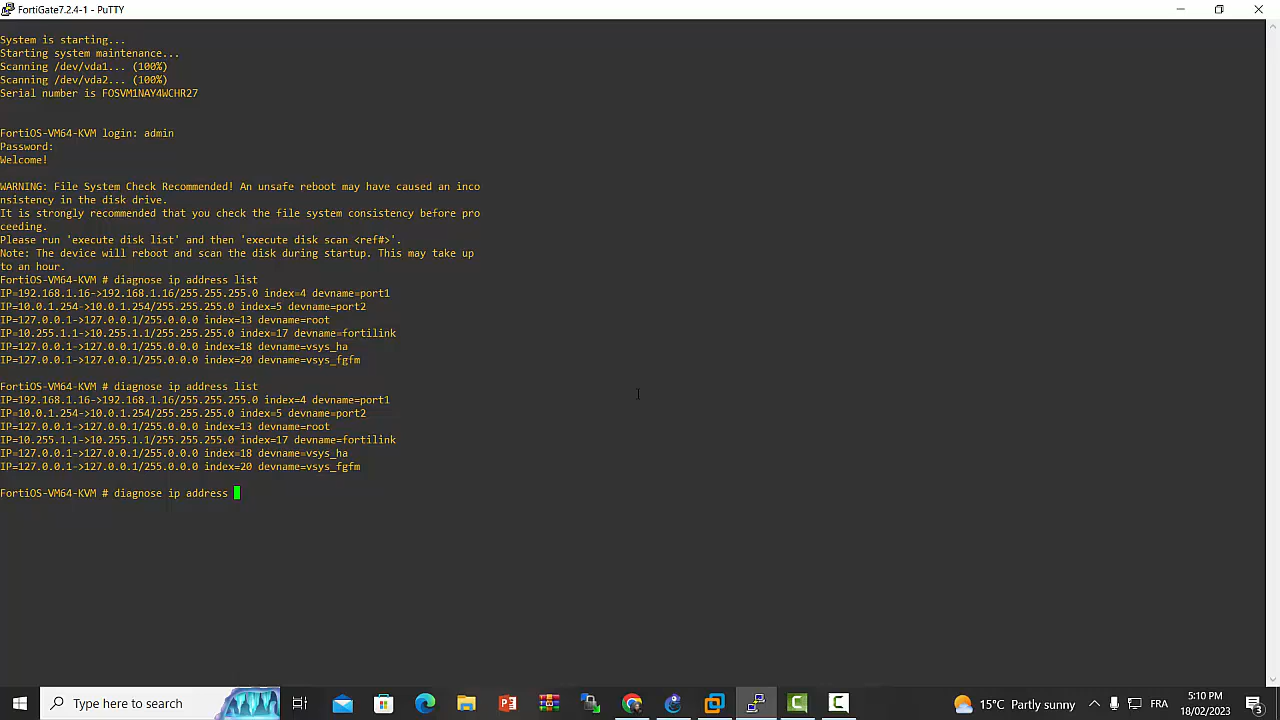 FortiGate7.2.4-1 - PuTTY
System is starting...
Starting system maintenance...
Scanning /dev/vda1... (100%)
Scanning /dev/vda2... (100%)
Serial number is FOSVM1NAY4WCHR27
FortiOS-VM64-KVM login: admin
Password:
Welcome!
WARNING: File System Check Recommended! An unsafe reboot may have caused an inco
nsistency in the disk drive.
It is strongly recommended that you check the file system consistency before pro
ceeding.
Please run 'execute disk list' and then 'execute disk scan <ref#>'.
Note: The device will reboot and scan the disk during startup. This may take up
to an hour.
FortiOS-VM64-KVM # diagnose ip address list
IP=192.168.1.16->192.168.1.16/255.255.255.0 index=4 devname=port1
IP=10.0.1.254->10.0.1.254/255.255.255.0 index=5 devname=port2
IP=127.0.0.1->127.0.0.1/255.0.0.0 index=13 devname=root
IP=10.255.1.1->10.255.1.1/255.255.255.0 index=17 devname=fortilink
IP=127.0.0.1->127.0.0.1/255.0.0.0 index=18 devname=vsys_ha
IP=127.0.0.1->127.0.0.1/255.0.0.0 index=20 devname=vsys_fgfm
FortiOS-VM64-KVM # diagnose ip address list
IP=192.168.1.16->192.168.1.16/255.255.255.0 index=4 devname=port1
IP=10.0.1.254->10.0.1.254/255.255.255.0 index=5 devname=port2
IP=127.0.0.1->127.0.0.1/255.0.0.0 index=13 devname=root
IP=10.255.1.1->10.255.1.1/255.255.255.0 index=17 devname=fortilink
IP=127.0.0.1->127.0.0.1/255.0.0.0 index=18 devname=vsys_ha
IP=127.0.0.1->127.0.0.1/255.0.0.0 index=20 devname=vsys_fgfm
FortiOS-VM64-KVM # diagnose ip address
Type here to search
15°C Partly sunny
FRA
5:10 PM
18/02/2023
3